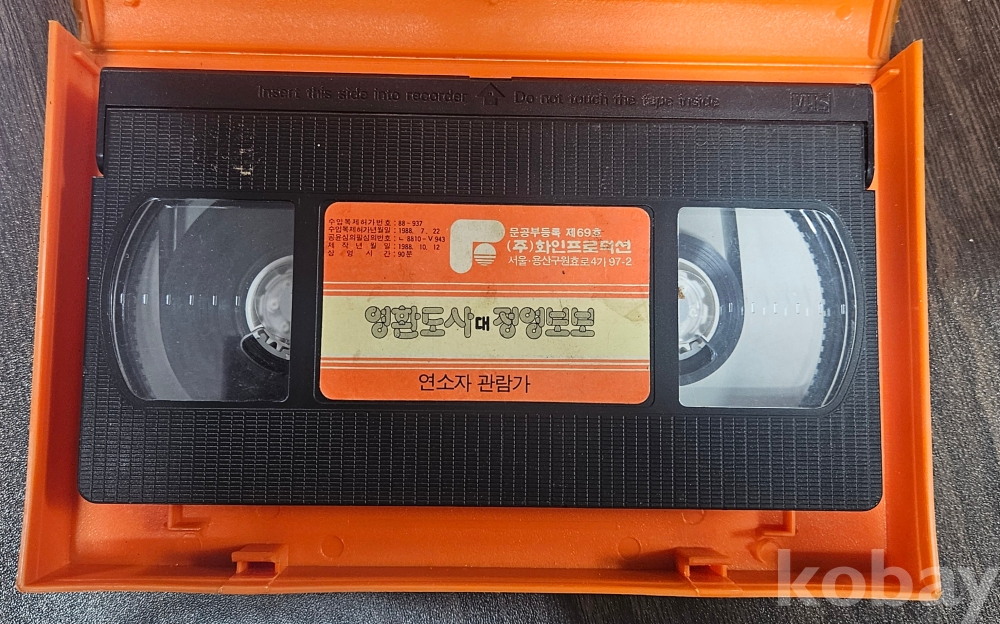 Insert this side into recorder Do not touch the tape inside VHS
수입복제허가번호 : 88-937
수입복제허가년월일 : 1988. 7. 22
공윤심의필심의번호 : ㄴ 8810-V943
제작년월일 : 1988. 10. 12
상영시간 : 90분
문공부등록 제69호
(주)화인프로덕션
서울·용산구원효로4가 97-2
영환도사 대 정영보보
연소자 관람가
kobay